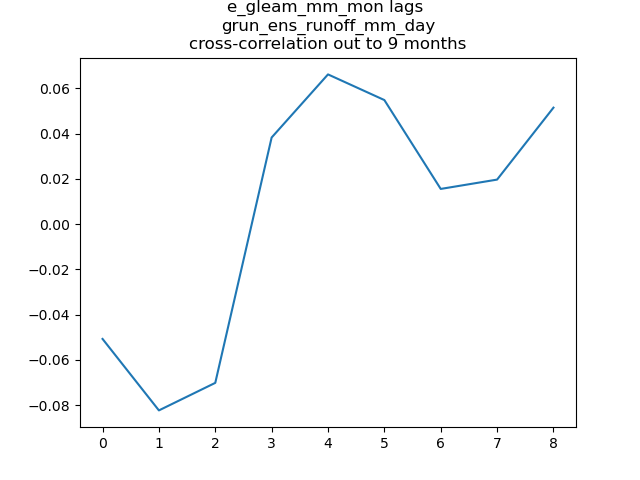 e_gleam_mm_mon lags
grun_ens_runoff_mm_day
cross-correlation out to 9 months
0.06
0.04
0.02
0.00
−0.02
−0.04
−0.06
−0.08
0 1 2 3 4 5 6 7 8